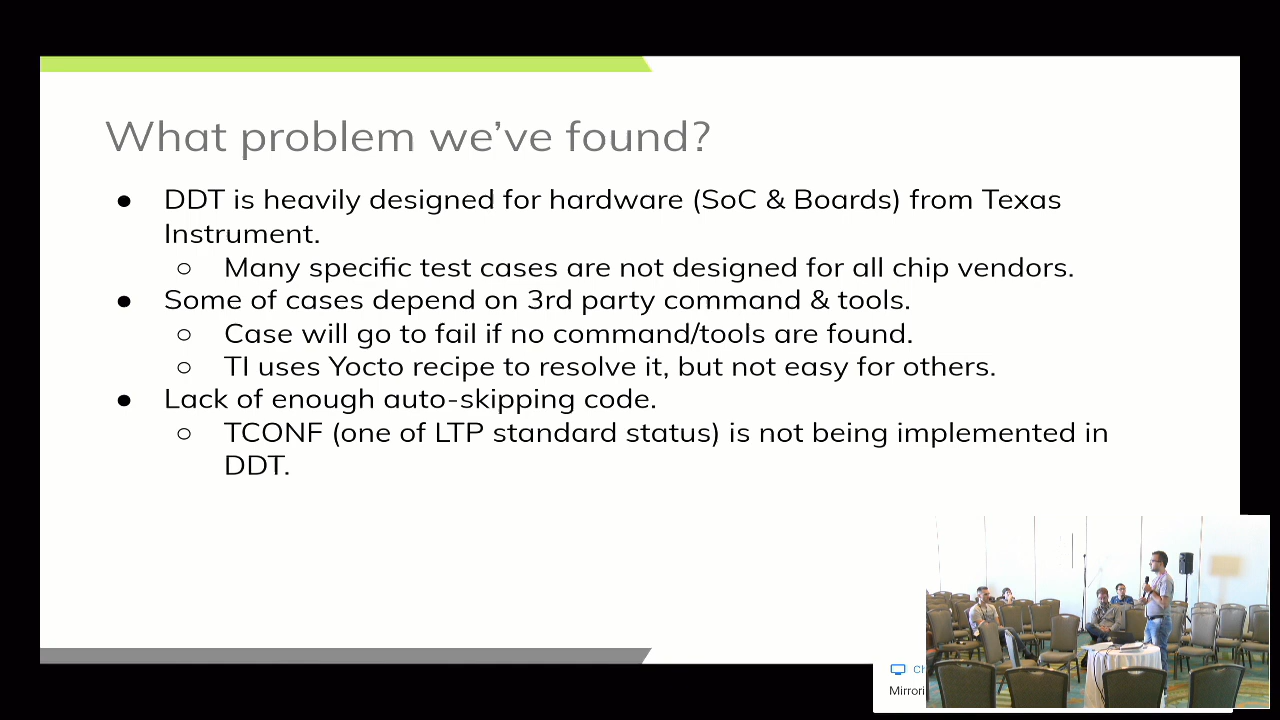 What problem we've found?
● DDT is heavily designed for hardware (SoC & Boards) from Texas
Instrument.
○ Many specific test cases are not designed for all chip vendors.
● Some of cases depend on 3rd party command & tools.
○ Case will go to fail if no command/tools are found.
○ TI uses Yocto recipe to resolve it, but not easy for others.
● Lack of enough auto-skipping code.
○ TCONF (one of LTP standard status) is not being implemented in
DDT.